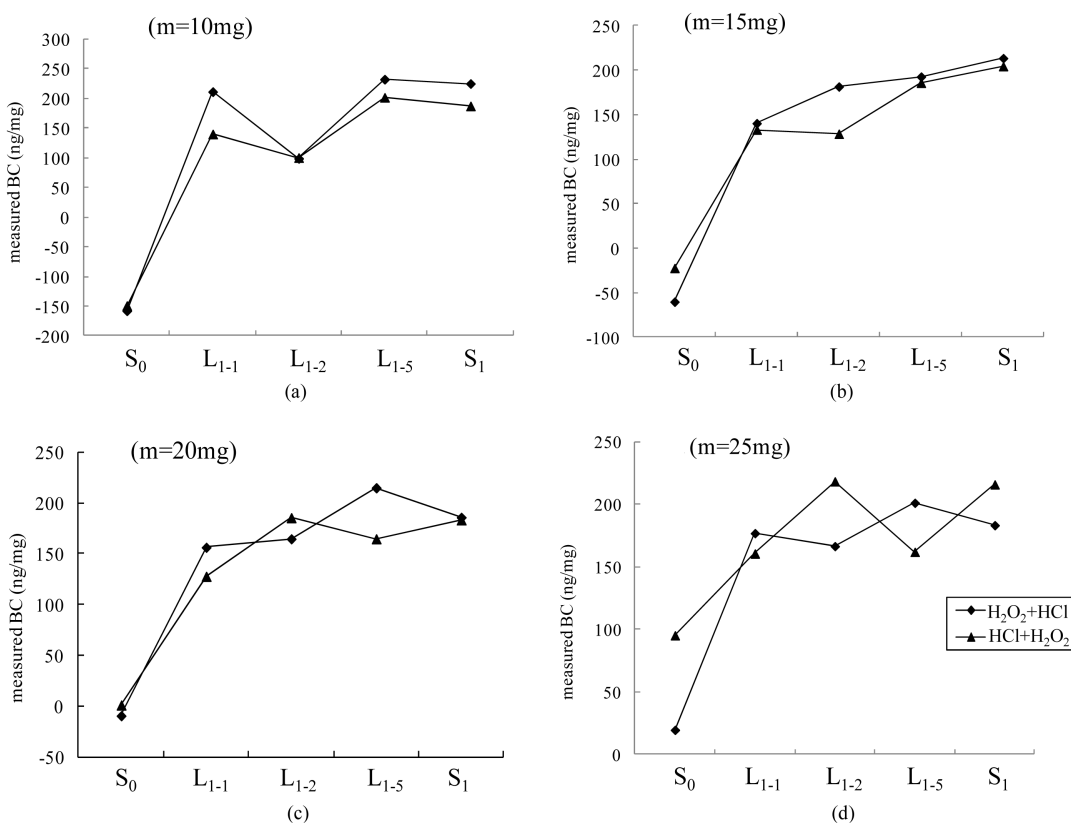 (m=10mg)
measured BC (ng/mg)
300
250
200
150
100
50
0
-50
-100
-150
-200
S₀ L₁₋₁ L₁₋₂ L₁₋₅ S₁
(a)
(m=15mg)
measured BC (ng/mg)
250
200
150
100
50
0
-50
-100
S₀ L₁₋₁ L₁₋₂ L₁₋₅ S₁
(b)
(m=20mg)
measured BC (ng/mg)
250
200
150
100
50
0
-50
S₀ L₁₋₁ L₁₋₂ L₁₋₅ S₁
(c)
(m=25mg)
measured BC (ng/mg)
250
200
150
100
50
0
S₀ L₁₋₁ L₁₋₂ L₁₋₅ S₁
(d)
H₂O₂+HCl
HCl+H₂O₂